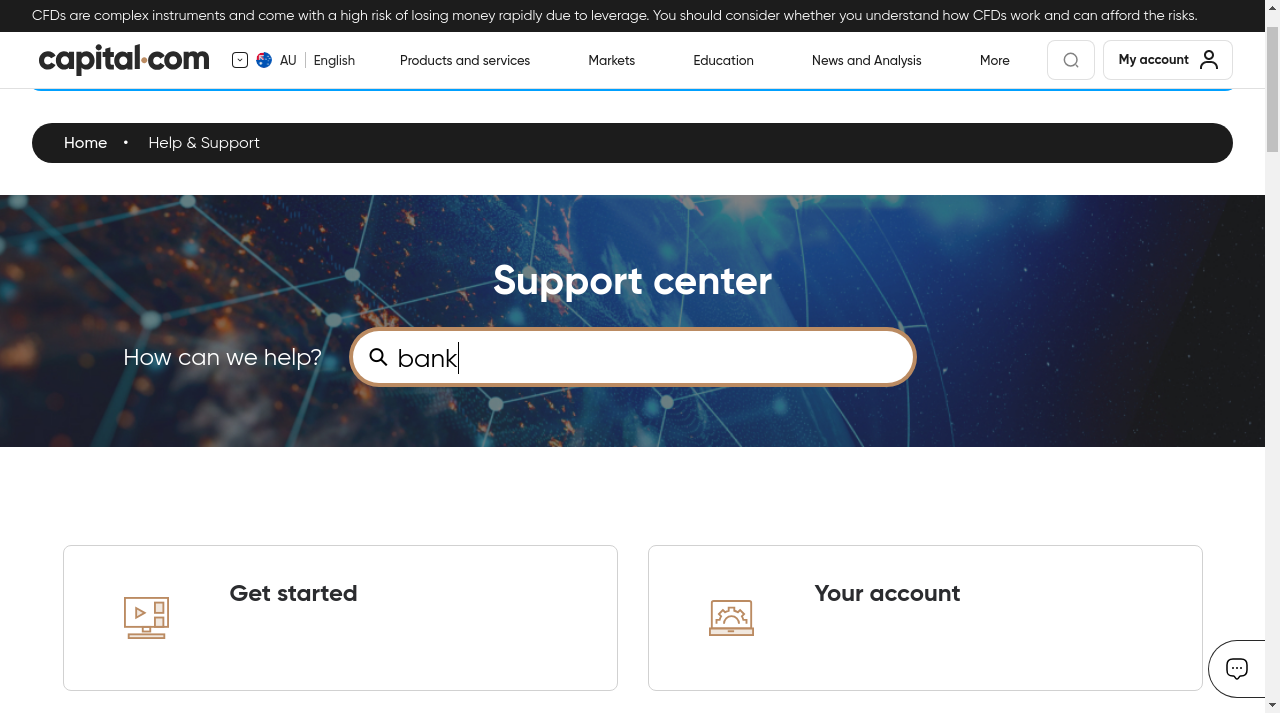 CFDs are complex instruments and come with a high risk of losing money rapidly due to leverage. You should consider whether you understand how CFDs work and can afford the risks.
capital.com AU English Products and services Markets Education News and Analysis More My account
Home • Help & Support
Support center
How can we help? bank
Get started Your account